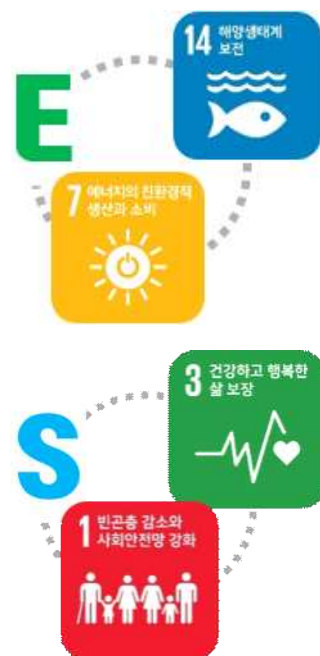 E
14 해양생태계
보전
7 에너지의 친환경적
생산과 소비
S
3 건강하고 행복한
삶 보장
1 빈곤층 감소와
사회안전망 강화